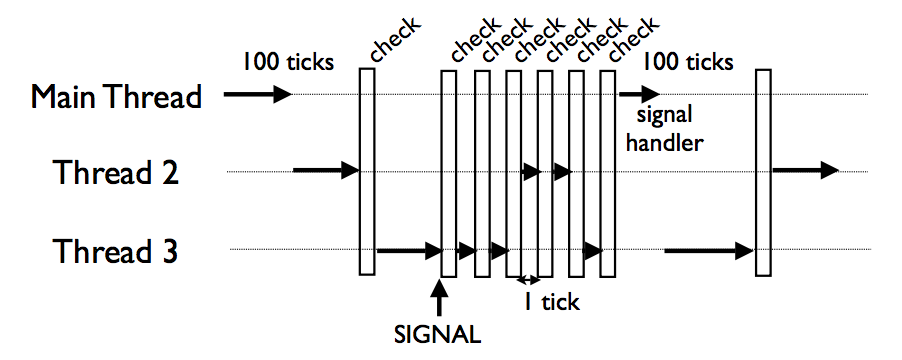 check
check
check
check
check
check
check
100 ticks
100 ticks
Main Thread
signal
handler
Thread 2
Thread 3
1 tick
SIGNAL